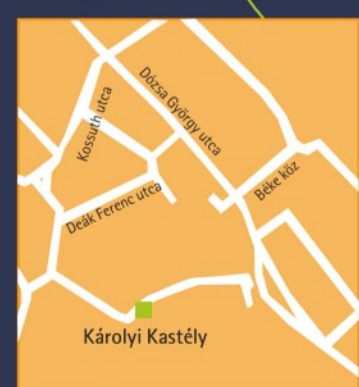 Dózsa György utca
Kossuth utca
Béke köz
Deák Ferenc utca
Károlyi Kastély